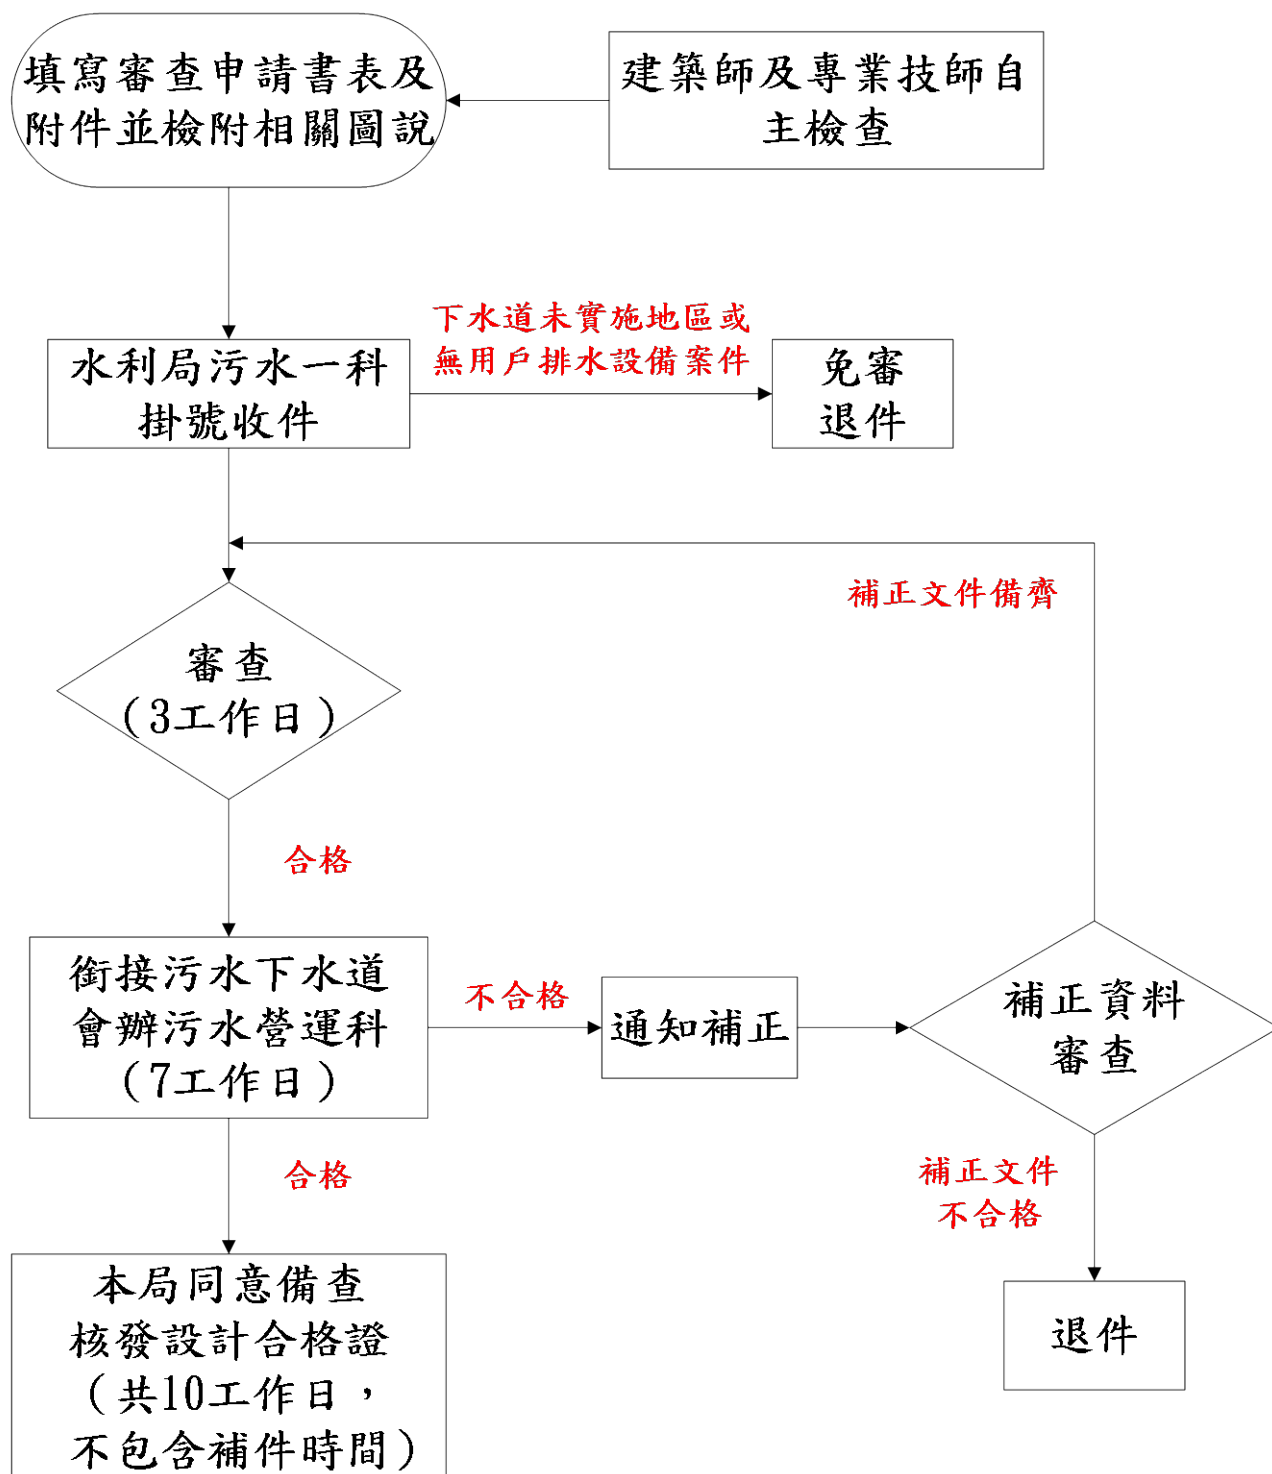 填寫審查申請書表及
附件並檢附相關圖說
建築師及專業技師自
主檢查
水利局污水一科
掛號收件
下水道未實施地區或
無用戶排水設備案件
免審
退件
補正文件備齊
審查
（3工作日）
合格
銜接污水下水道
會辦污水營運科
（7工作日）
不合格
通知補正
補正資料
審查
合格
補正文件
不合格
本局同意備查
核發設計合格證
（共10工作日，
不包含補件時間）
退件